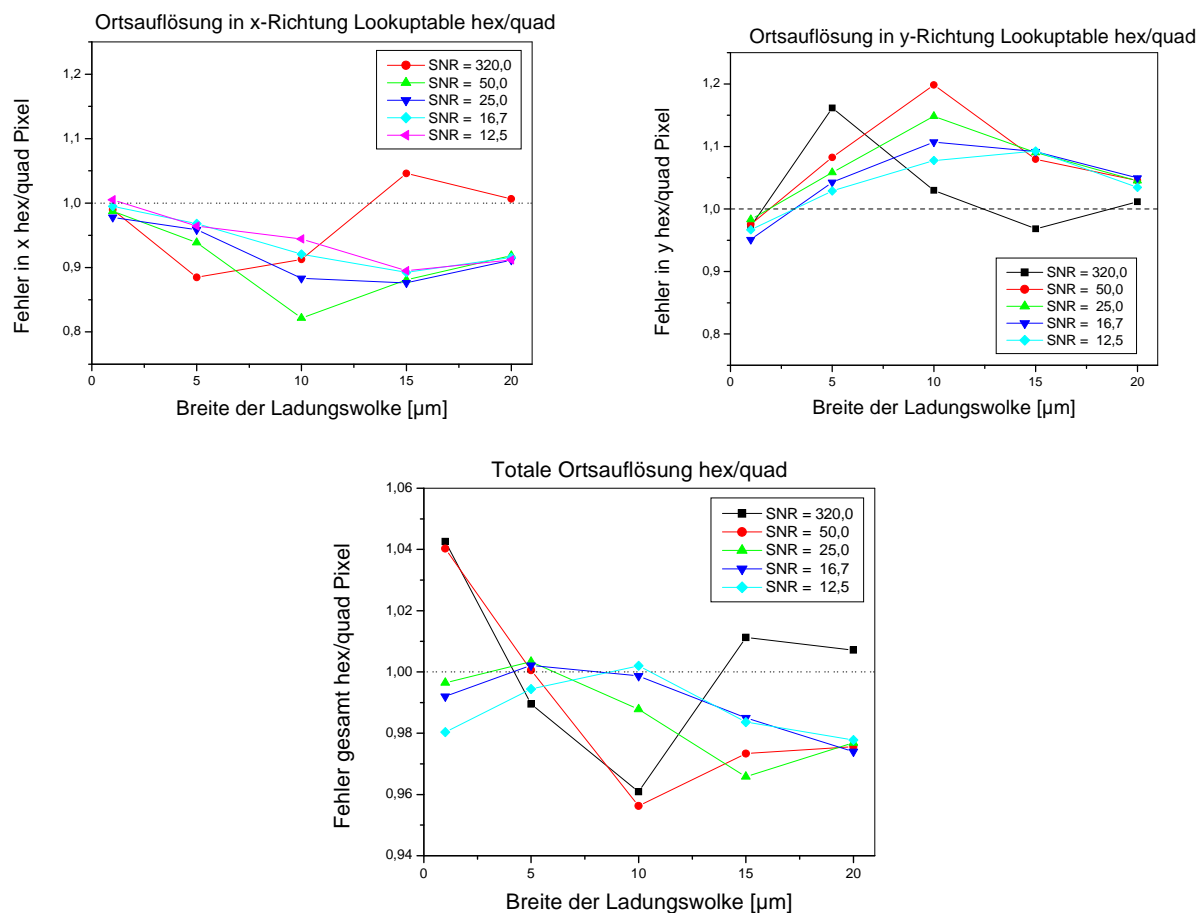 Ortsauflösung in x-Richtung Lookuptable hex/quad
Fehler in x hex/quad Pixel
1,2
1,1
1,0
0,9
0,8
SNR = 320,0
SNR = 50,0
SNR = 25,0
SNR = 16,7
SNR = 12,5
0 5 10 15 20
Breite der Ladungswolke [µm]
Ortsauflösung in y-Richtung Lookuptable hex/quad
Fehler in y hex/quad Pixel
1,2
1,1
1,0
0,9
0,8
SNR = 320,0
SNR = 50,0
SNR = 25,0
SNR = 16,7
SNR = 12,5
0 5 10 15 20
Breite der Ladungswolke [µm]
Totale Ortsauflösung hex/quad
Fehler gesamt hex/quad Pixel
1,06
1,04
1,02
1,00
0,98
0,96
0,94
SNR = 320,0
SNR = 50,0
SNR = 25,0
SNR = 16,7
SNR = 12,5
0 5 10 15 20
Breite der Ladungswolke [µm]